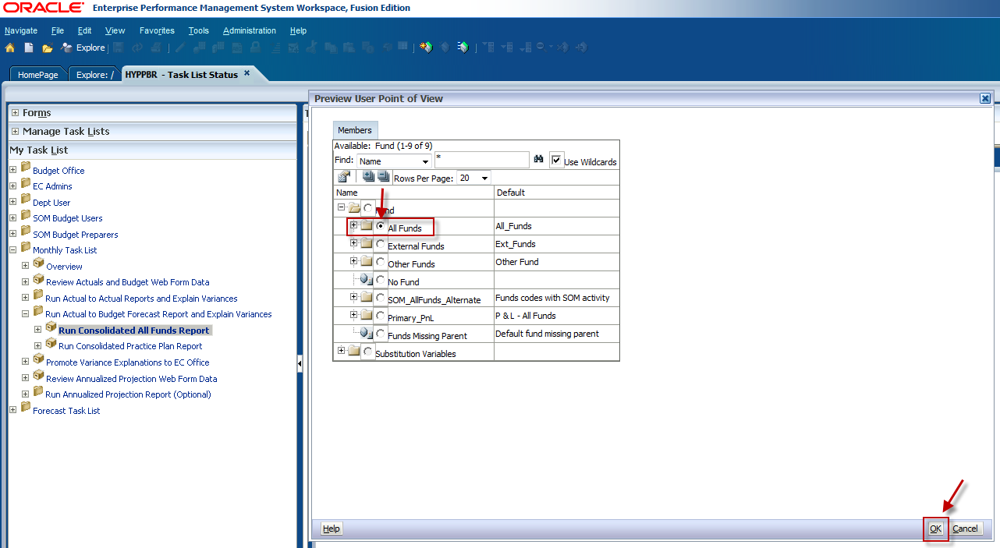 ORACLE® Enterprise Performance Management System Workspace, Fusion Edition
Navigate File Edit View Favorites Tools Administration Help
Explore
HomePage Explore: / HYPPBR - Task List Status
Forms
Manage Task Lists
My Task List
Budget Office
EC Admins
Dept User
SOM Budget Users
SOM Budget Preparers
Monthly Task List
Overview
Review Actuals and Budget Web Form Data
Run Actual to Actual Reports and Explain Variances
Run Actual to Budget Forecast Report and Explain Variances
Run Consolidated All Funds Report
Run Consolidated Practice Plan Report
Promote Variance Explanations to EC Office
Review Annualized Projection Web Form Data
Run Annualized Projection Report (Optional)
Forecast Task List
Preview User Point of View
Members
Available: Fund (1-9 of 9)
Find: Name * Use Wildcards
Rows Per Page: 20
Name Default
Fund
All Funds All_Funds
External Funds Ext_Funds
Other Funds Other Fund
No Fund
SOM_AllFunds_Alternate Funds codes with SOM activity
Primary_PnL P & L - All Funds
Funds Missing Parent Default fund missing parent
Substitution Variables
Help OK Cancel